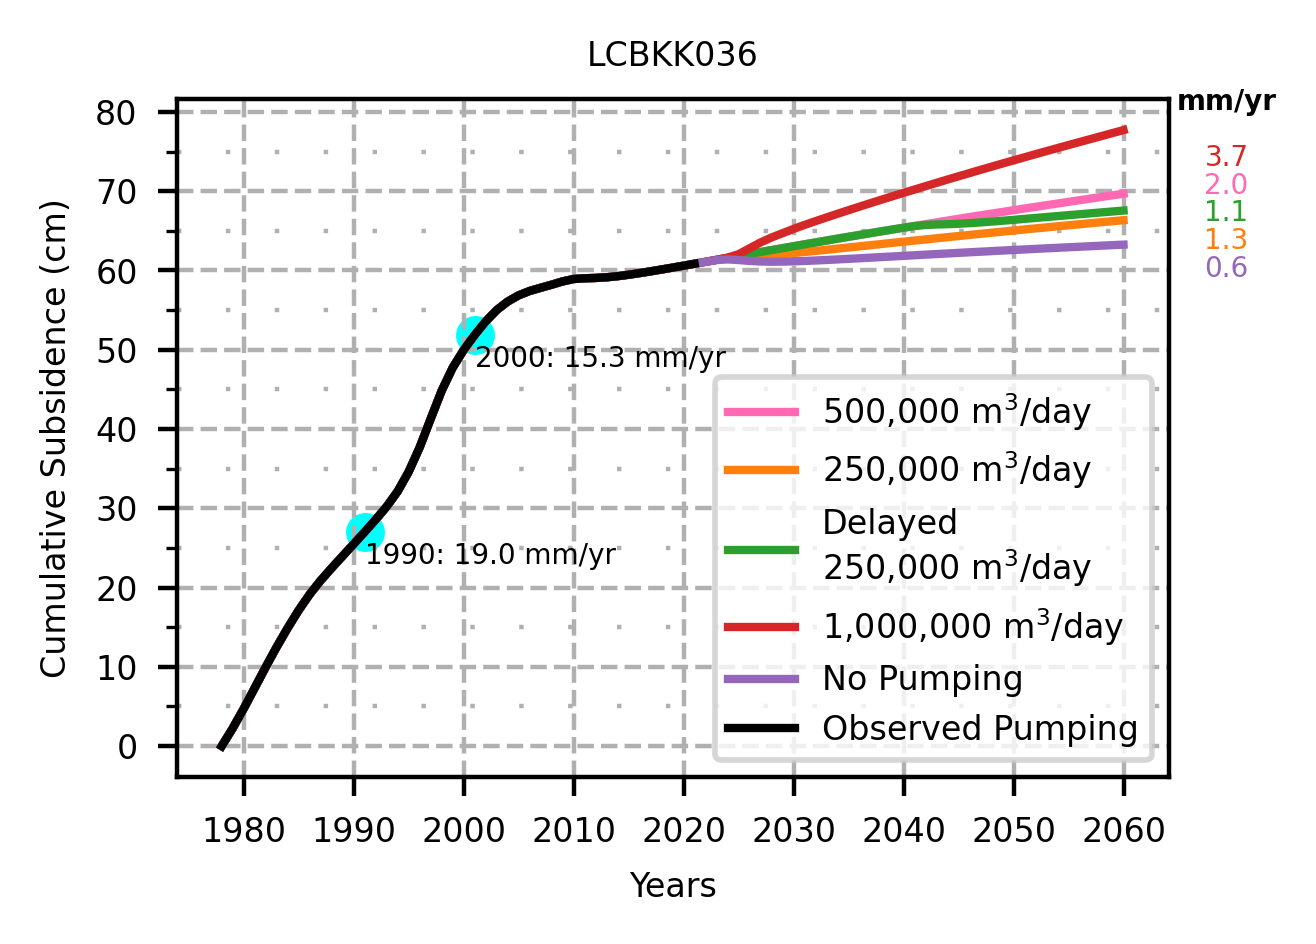 LCBKK036
mm/yr
3.7
2.0
1.1
1.3
0.6
Cumulative Subsidence (cm)
80
70
60
50
40
30
20
10
0
2000: 15.3 mm/yr
1990: 19.0 mm/yr
500,000 m³/day
250,000 m³/day
Delayed
250,000 m³/day
1,000,000 m³/day
No Pumping
Observed Pumping
1980 1990 2000 2010 2020 2030 2040 2050 2060
Years